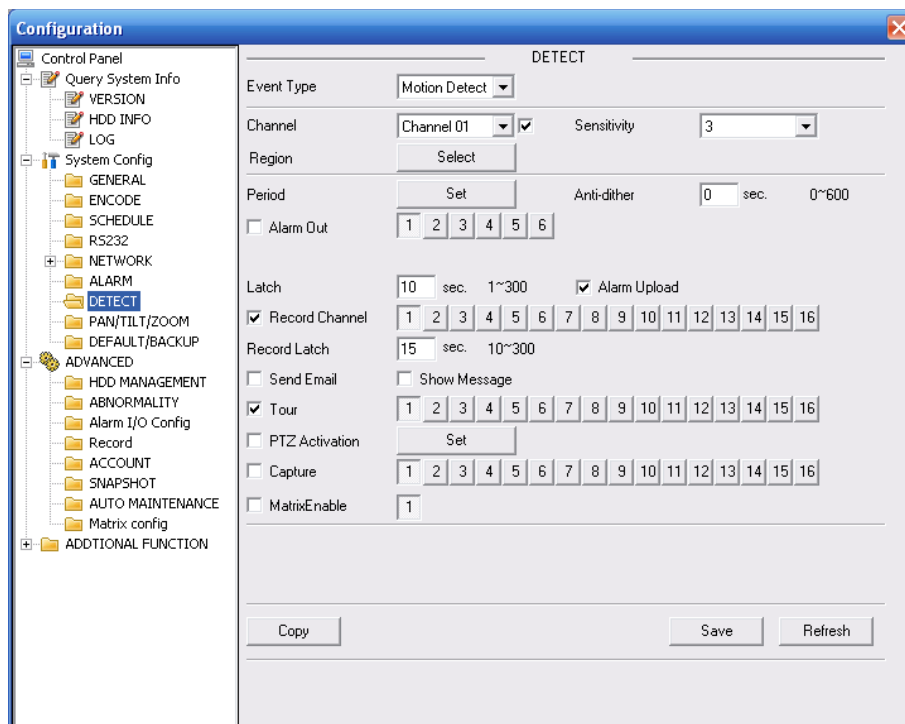 Configuration
Control Panel
Query System Info
VERSION
HDD INFO
LOG
System Config
GENERAL
ENCODE
SCHEDULE
RS232
NETWORK
ALARM
DETECT
PAN/TILT/ZOOM
DEFAULT/BACKUP
ADVANCED
HDD MANAGEMENT
ABNORMALITY
Alarm I/O Config
Record
ACCOUNT
SNAPSHOT
AUTO MAINTENANCE
Matrix config
ADDTIONAL FUNCTION
DETECT
Event Type Motion Detect
Channel Channel 01 Sensitivity 3
Region Select
Period Set Anti-dither 0 sec. 0~600
Alarm Out 1 2 3 4 5 6
Latch 10 sec. 1~300 Alarm Upload
Record Channel 1 2 3 4 5 6 7 8 9 10 11 12 13 14 15 16
Record Latch 15 sec. 10~300
Send Email Show Message
Tour 1 2 3 4 5 6 7 8 9 10 11 12 13 14 15 16
PTZ Activation Set
Capture 1 2 3 4 5 6 7 8 9 10 11 12 13 14 15 16
MatrixEnable 1
Copy Save Refresh